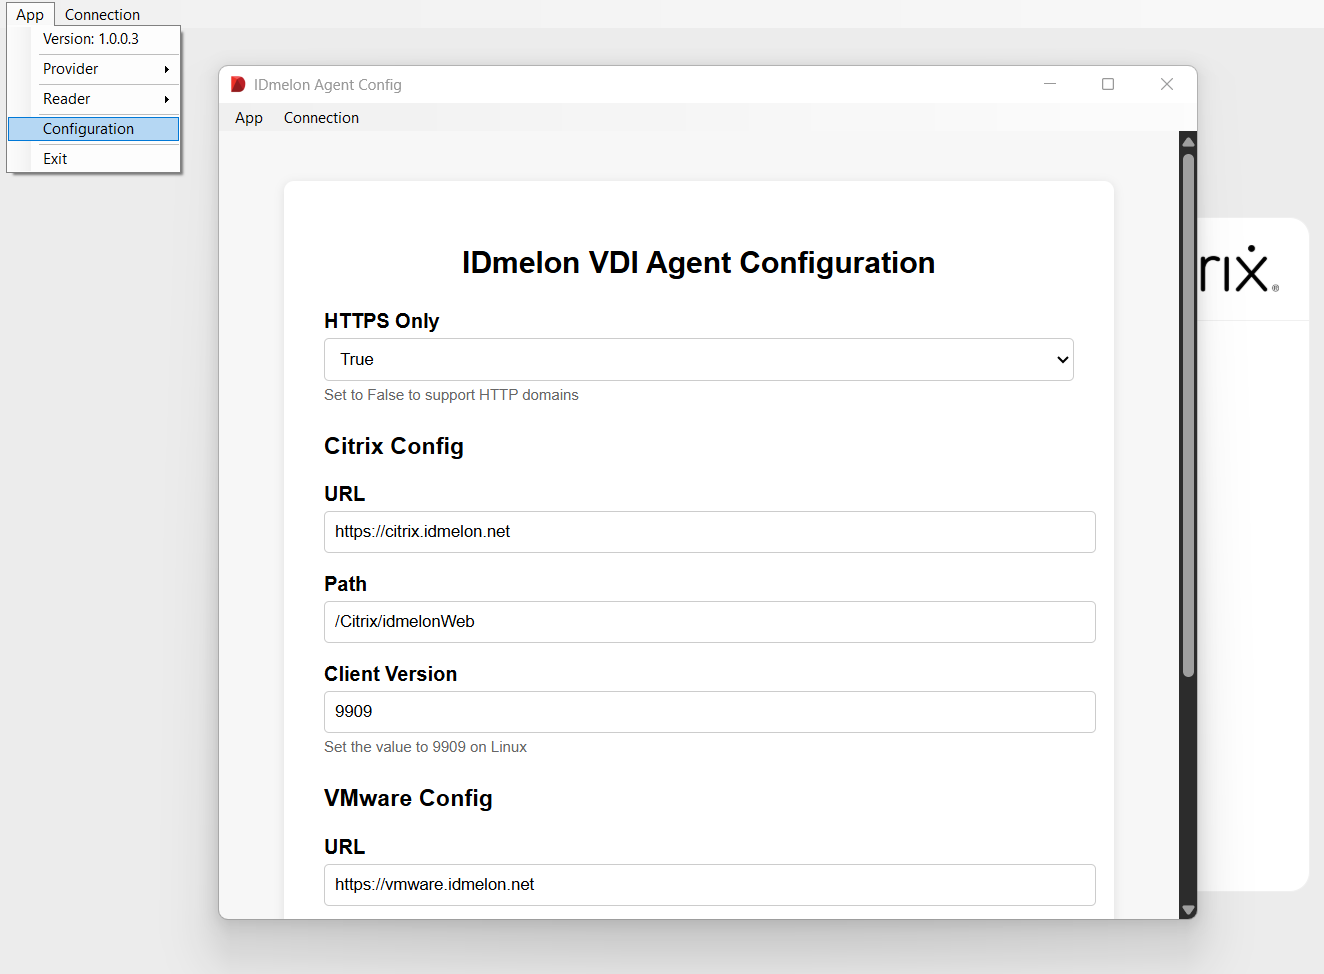 App Connection
Version: 1.0.0.3
Provider
Reader
Configuration
Exit
IDmelon Agent Config
App Connection
IDmelon VDI Agent Configuration
HTTPS Only
True
Set to False to support HTTP domains
Citrix Config
URL
https://citrix.idmelon.net
Path
/Citrix/idmelonWeb
Client Version
9909
Set the value to 9909 on Linux
VMware Config
URL
https://vmware.idmelon.net
rix®